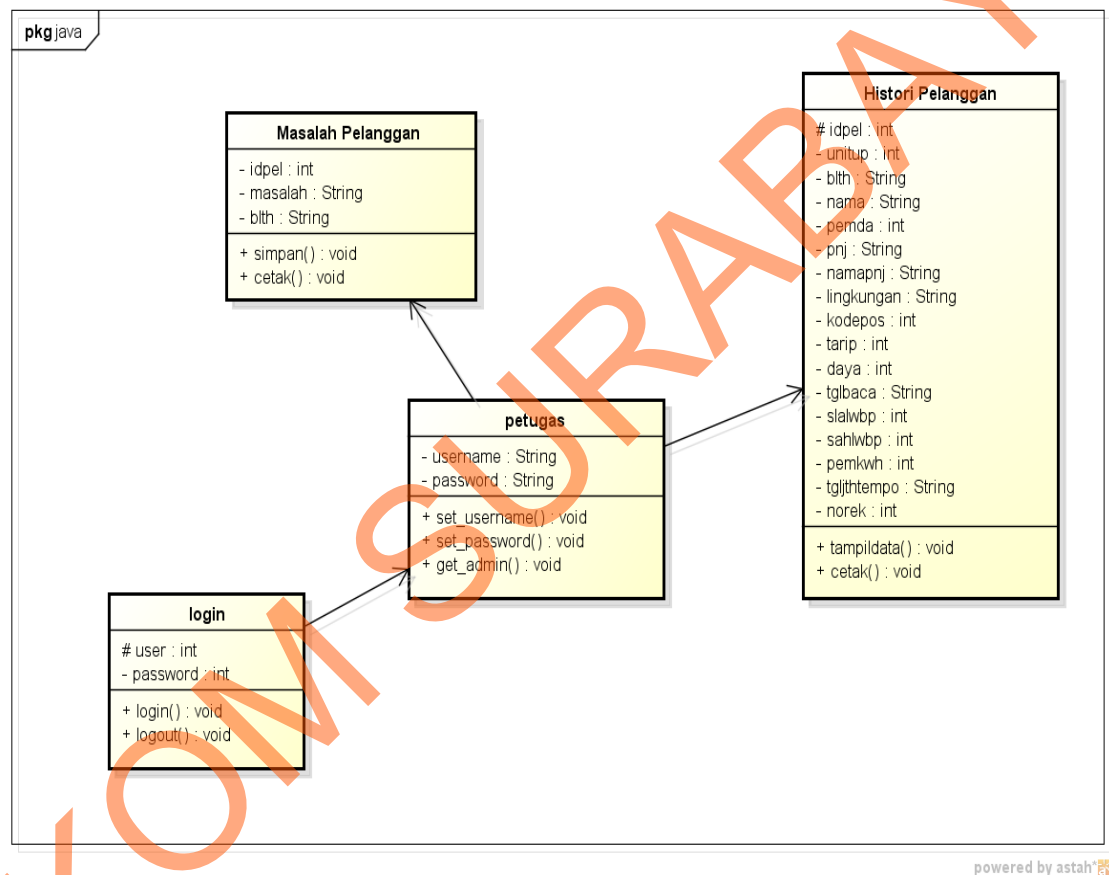 pkg java
Masalah Pelanggan
- idpel : int
- masalah : String
- blth : String
+ simpan() : void
+ cetak() : void
Histori Pelanggan
# idpel : int
- unitup : int
- blth : String
- nama : String
- pemda : int
- pnj : String
- namapnj : String
- lingkungan : String
- kodepos : int
- tarip : int
- daya : int
- tglbaca : String
- slalwbp : int
- sahlwbp : int
- pemkwh : int
- tgljthtempo : String
- norek : int
+ tampildata() : void
+ cetak() : void
petugas
- username : String
- password : String
+ set_username() : void
+ set_password() : void
+ get_admin() : void
login
# user : int
- password : int
+ login() : void
+ logout() : void
YOM SURABAY
powered by astah*